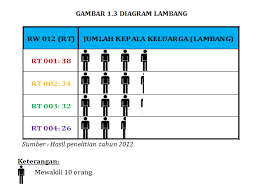 GAMBAR 1.3 DIAGRAM LAMBANG
RW 012 (RT) JUMLAH KEPALA KELUARGA (LAMBANG)
RT 001: 38
RT 002: 34
RT 003: 32
RT 004: 26
Sumber : Hasil penelitian tahun 2012
Keterangan:
Mewakili 10 orang